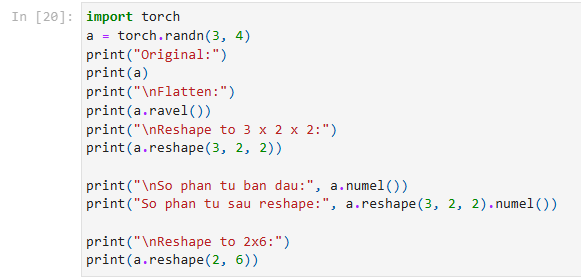 In [20]: import torch
a = torch.randn(3, 4)
print("Original:")
print(a)
print("\nFlatten:")
print(a.ravel())
print("\nReshape to 3 x 2 x 2:")
print(a.reshape(3, 2, 2))
print("\nSo phan tu ban dau:", a.numel())
print("So phan tu sau reshape:", a.reshape(3, 2, 2).numel())
print("\nReshape to 2x6:")
print(a.reshape(2, 6))